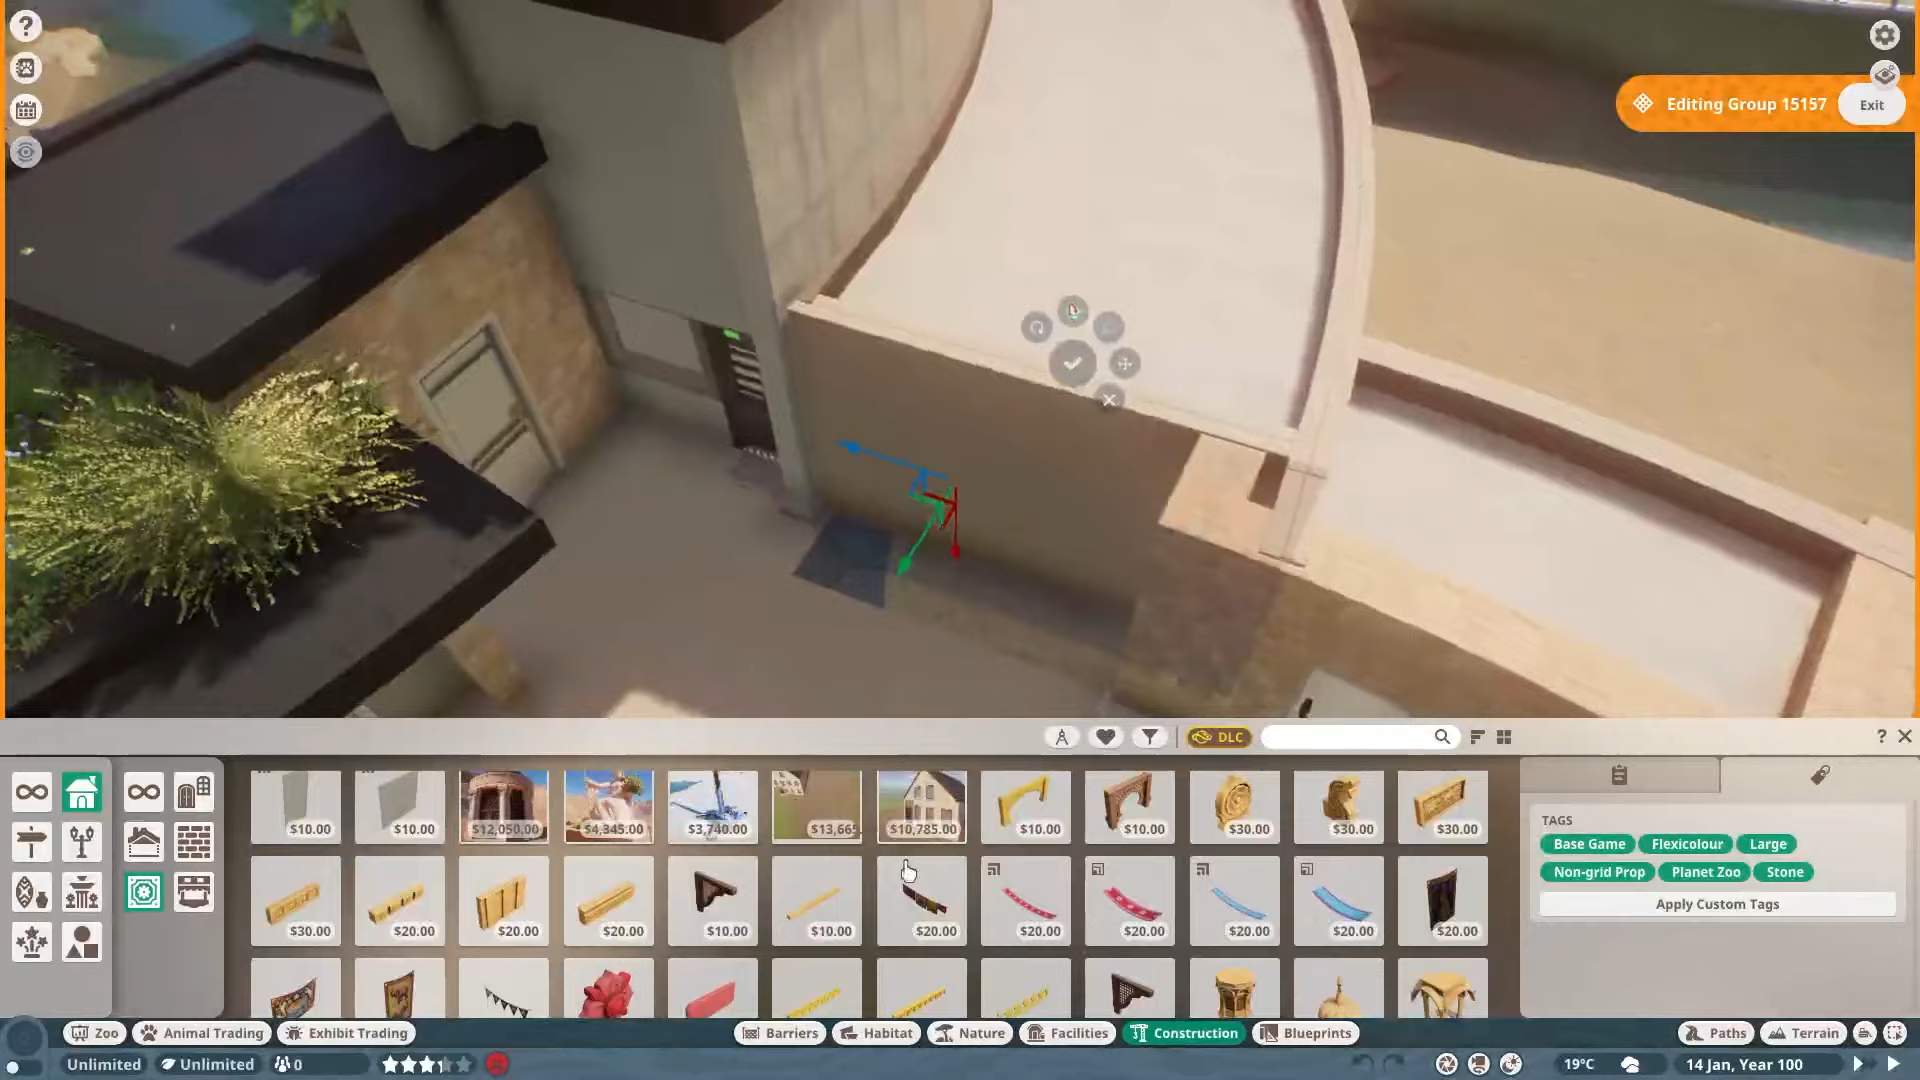 Editing Group 15157
Exit
DLC
$10.00
$10.00
$12,050.00
$4,345.00
$3,740.00
$13,665
$10,785.00
$10.00
$10.00
$30.00
$30.00
$30.00
$30.00
$20.00
$20.00
$20.00
$10.00
$10.00
$20.00
$20.00
$20.00
$20.00
$20.00
$20.00
TAGS
Base Game
Flexicolour
Large
Non-grid Prop
Planet Zoo
Stone
Apply Custom Tags
Zoo
Animal Trading
Exhibit Trading
Barriers
Habitat
Nature
Facilities
Construction
Blueprints
Paths
Terrain
Unlimited
Unlimited
0
19°C
14 Jan, Year 100